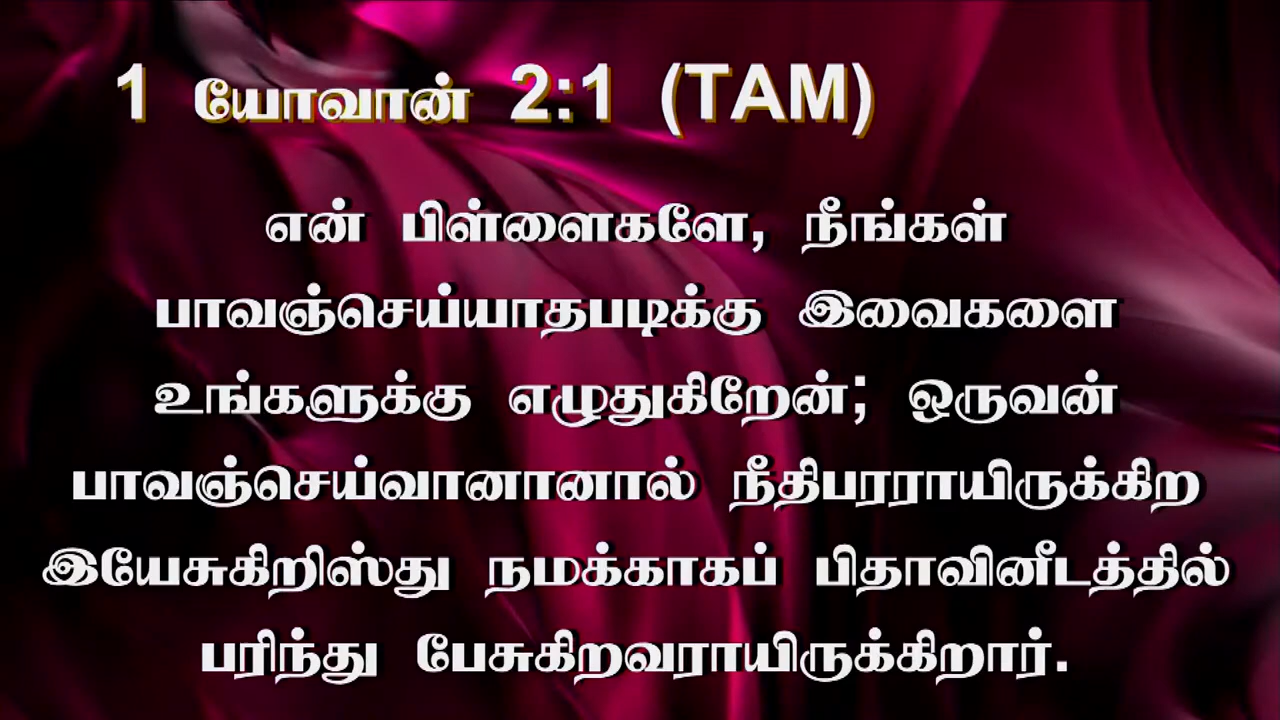 1 யோவான் 2:1 (TAM)
என் பிள்ளைகளே, நீங்கள்
பாவஞ்செய்யாதபடிக்கு இவைகளை
உங்களுக்கு எழுதுகிறேன்; ஒருவன்
பாவஞ்செய்வானானால் நீதிபரராயிருக்கிற
இயேசுகிறிஸ்து நமக்காகப் பிதாவினீடத்தில்
பரிந்து பேசுகிறவராயிருக்கிறார்.